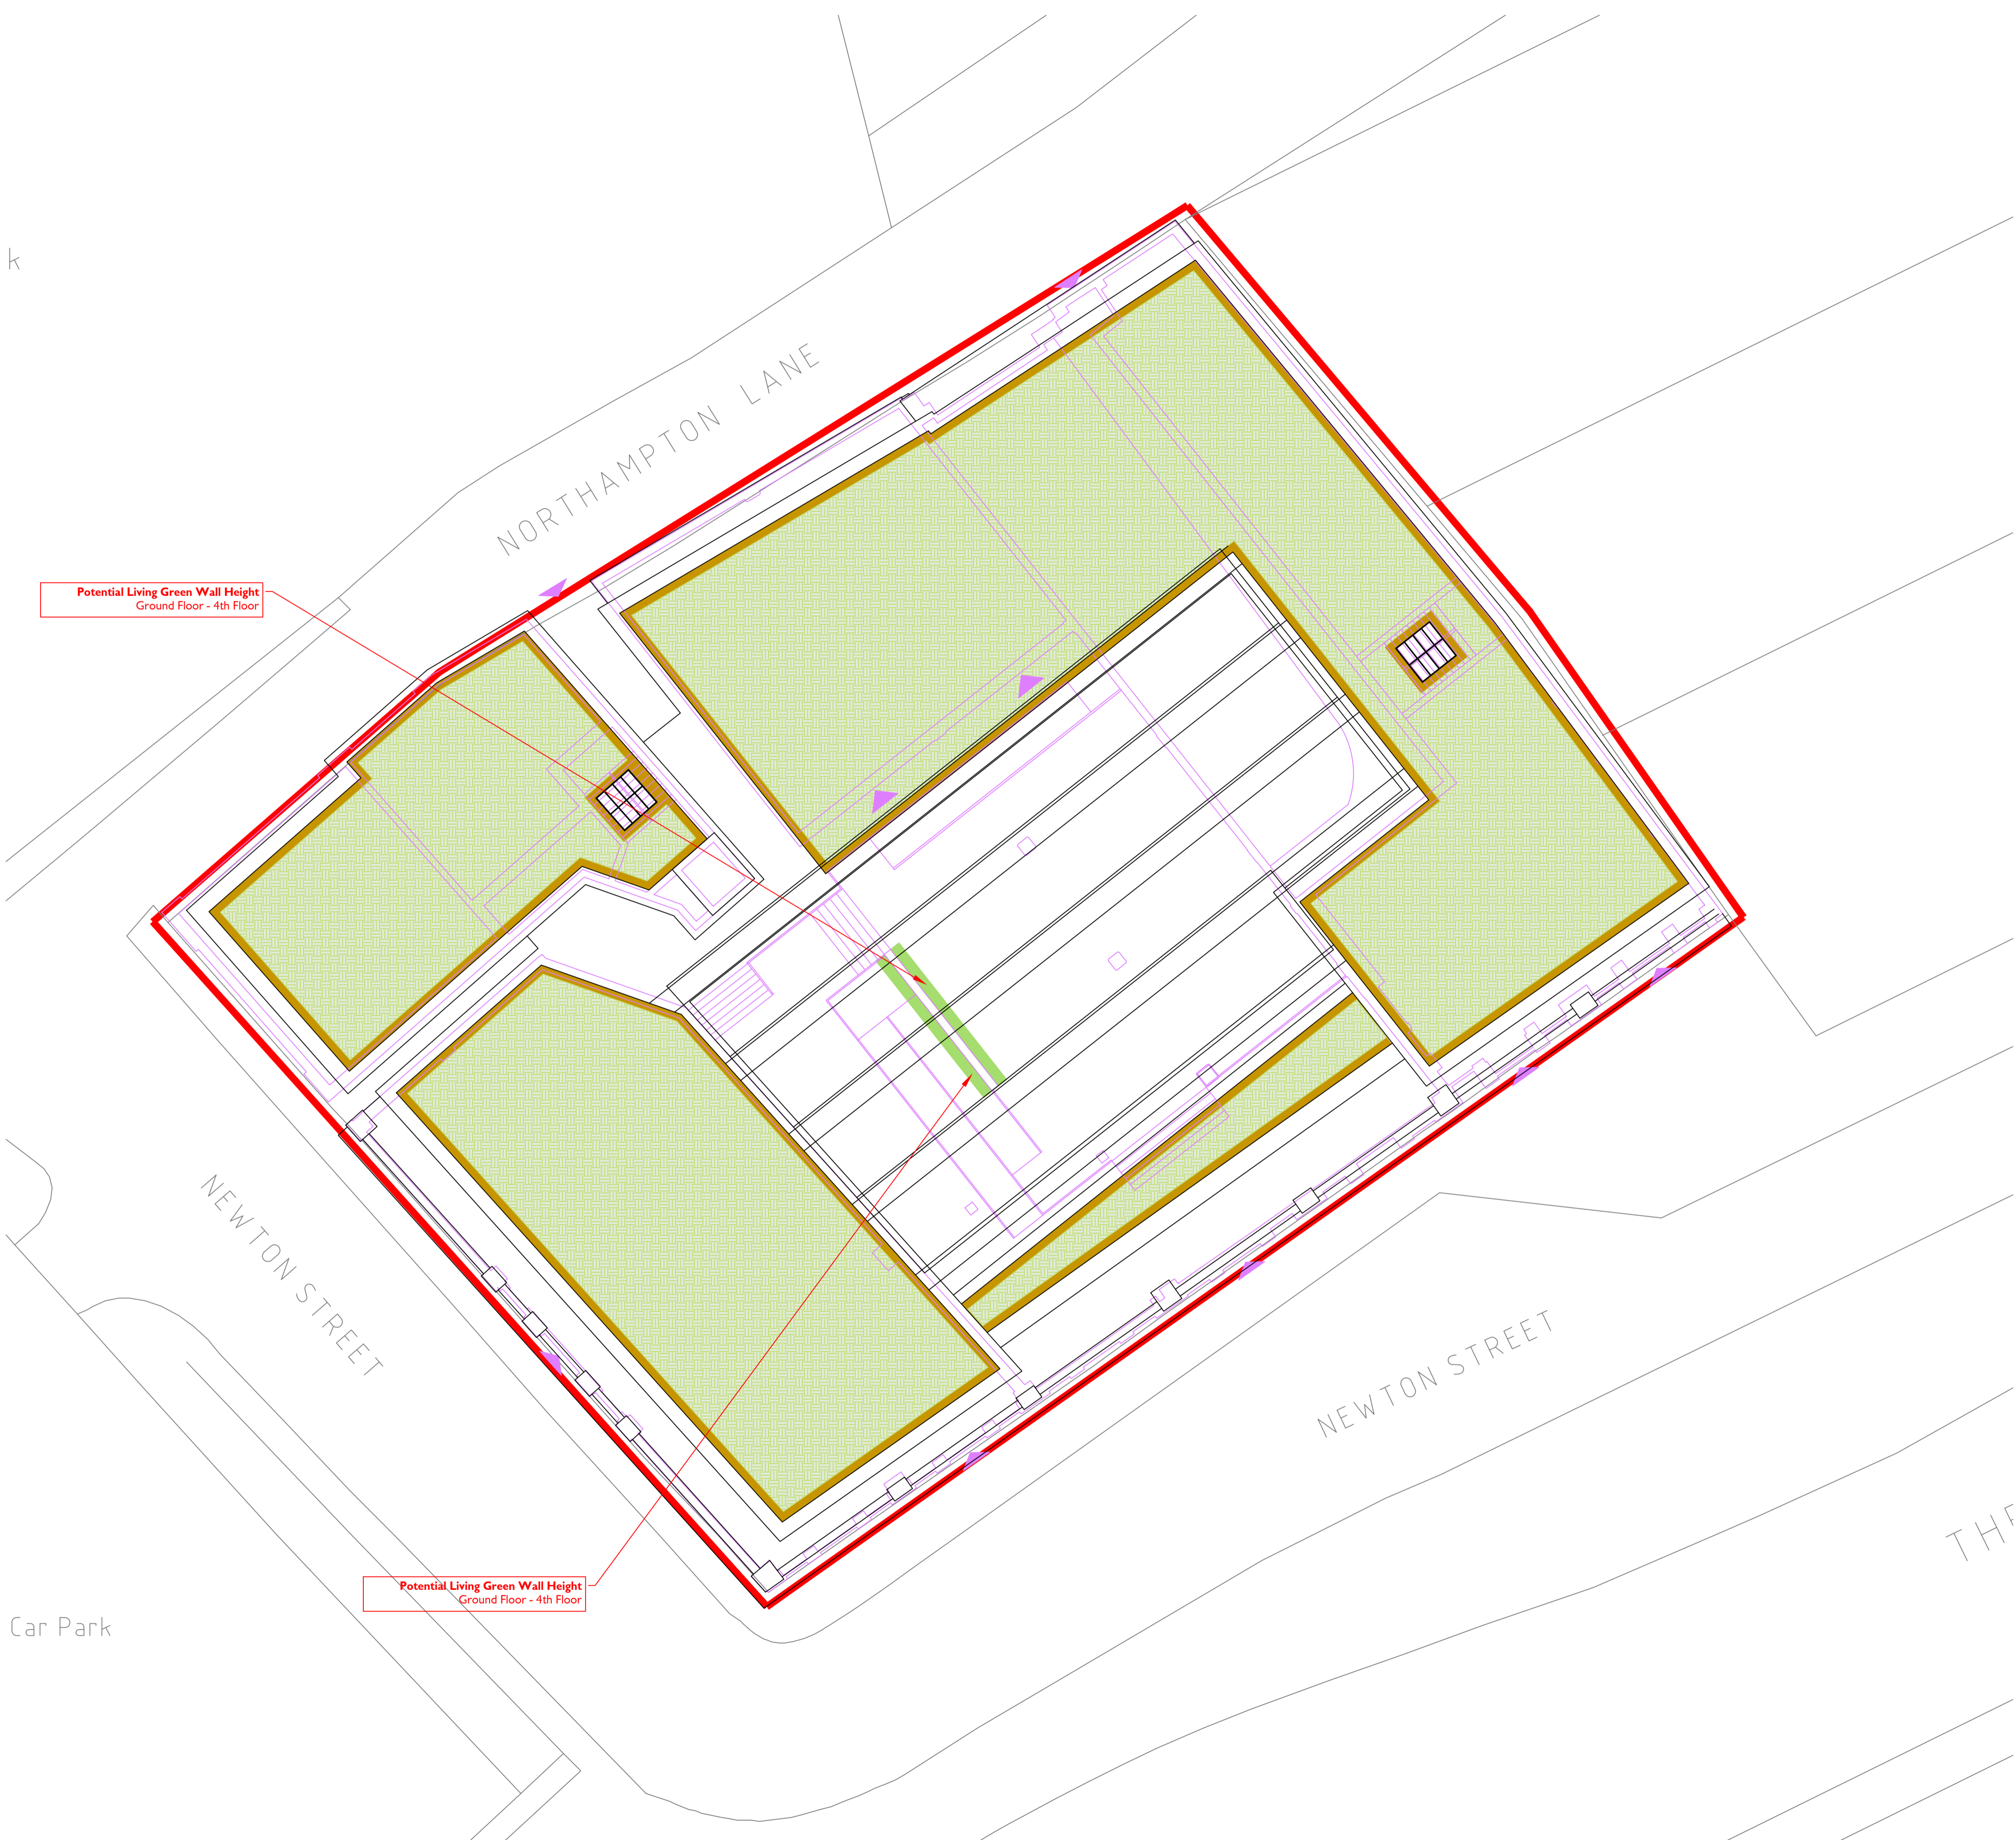 k
NORTHAMPTON LANE
Potential Living Green Wall Height
Ground Floor - 4th Floor
NEWTON STREET
NEWTON STREET
THE
Potential Living Green Wall Height
Ground Floor - 4th Floor
Car Park